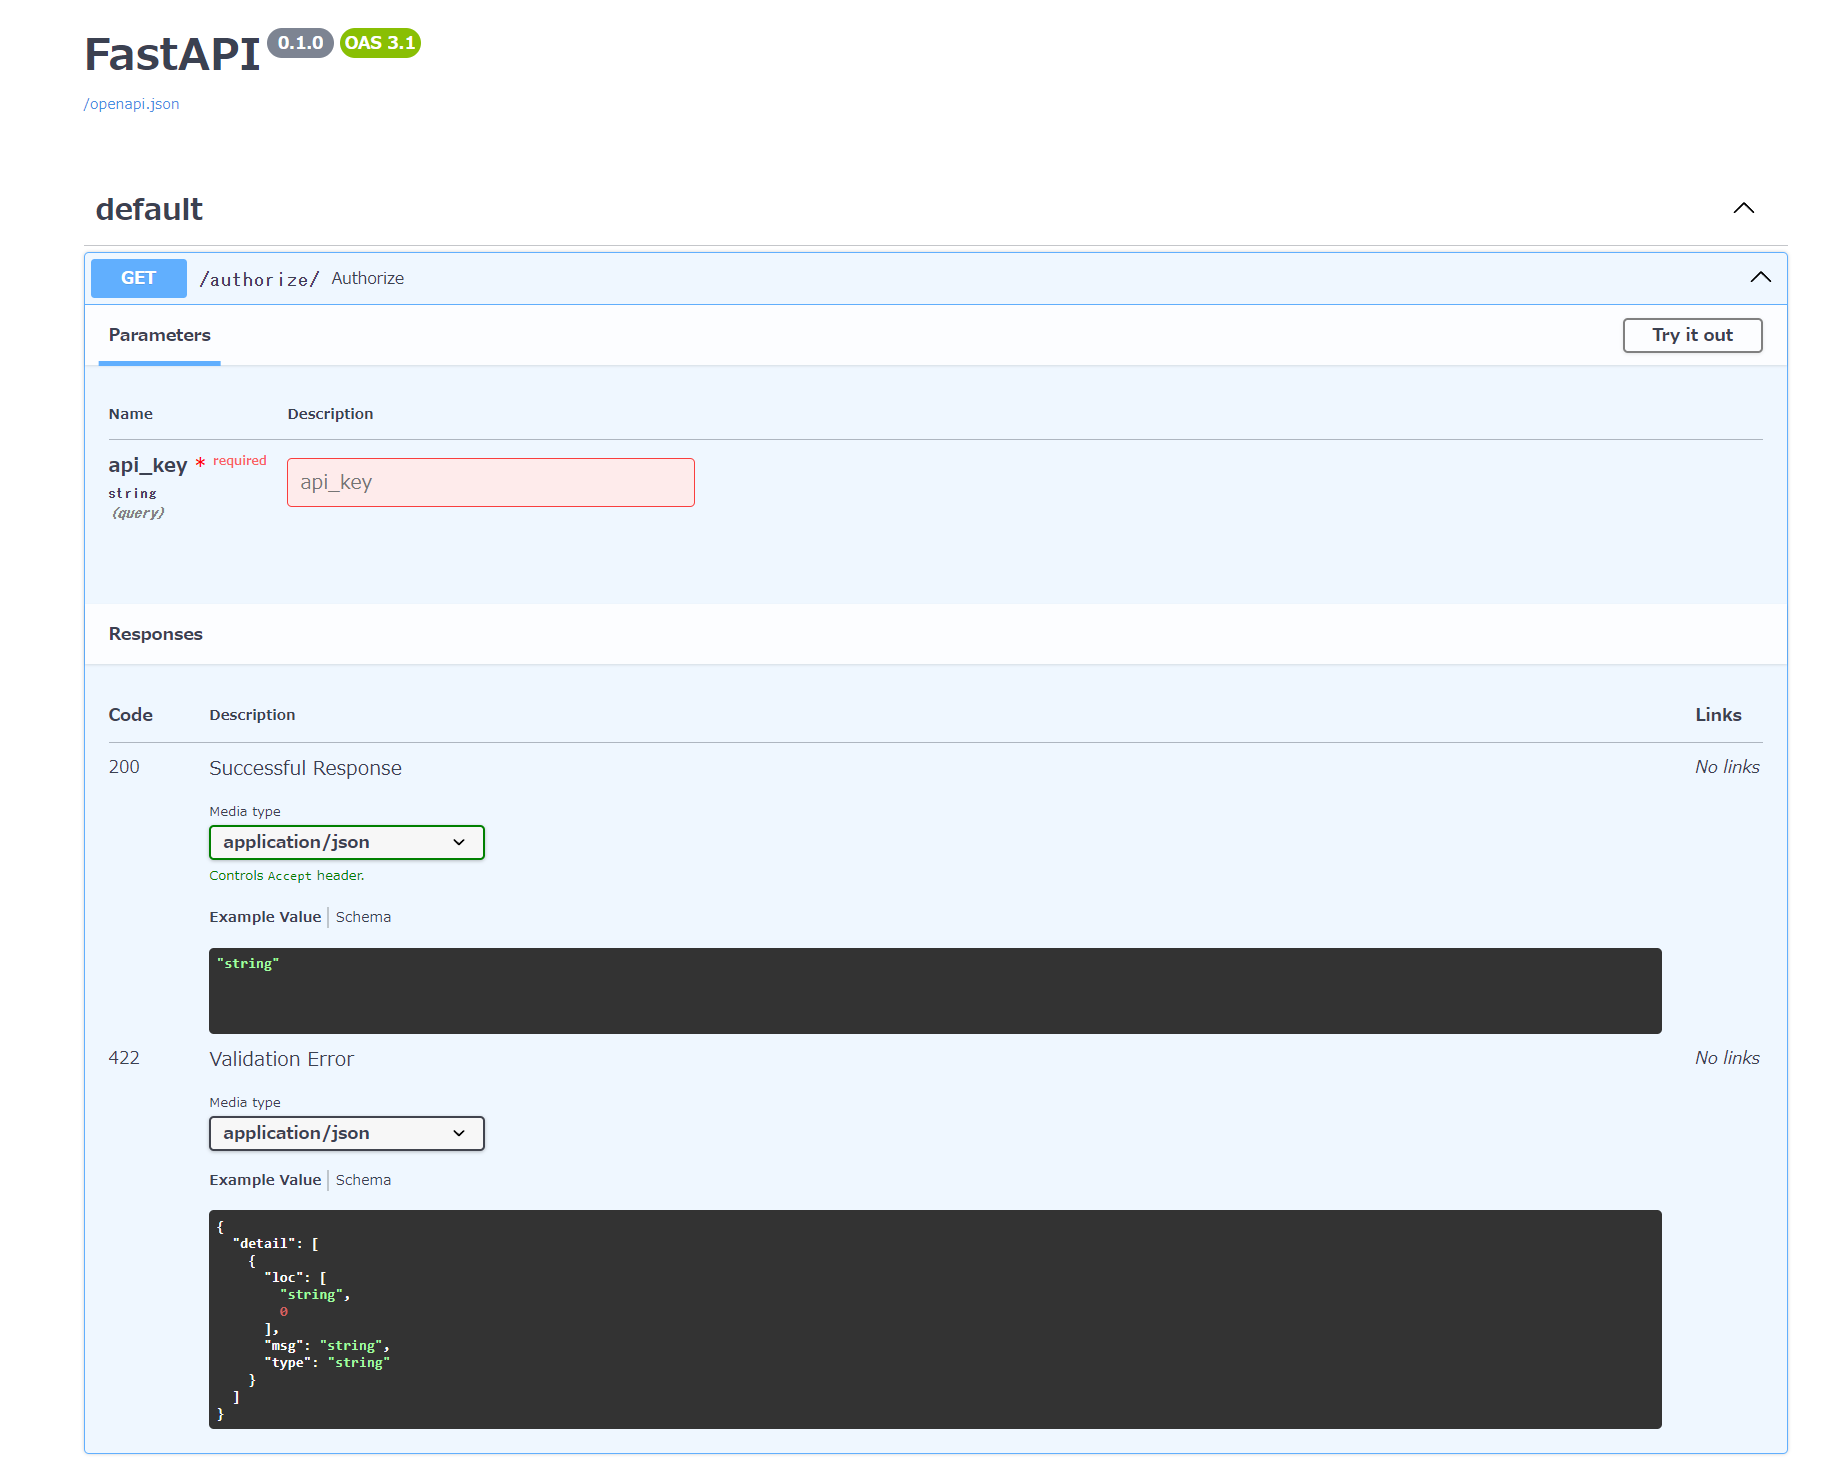 FastAPI 0.1.0 OAS 3.1
/openapi.json
default
GET /authorize/ Authorize
Parameters
Try it out
Name Description
api_key * required
string
(query)
api_key
Responses
Code Description Links
200 Successful Response No links
Media type
application/json
Controls Accept header.
Example Value Schema
"string"
422 Validation Error No links
Media type
application/json
Example Value Schema
{
  "detail": [
    {
      "loc": [
        "string",
        0
      ],
      "msg": "string",
      "type": "string"
    }
  ]
}